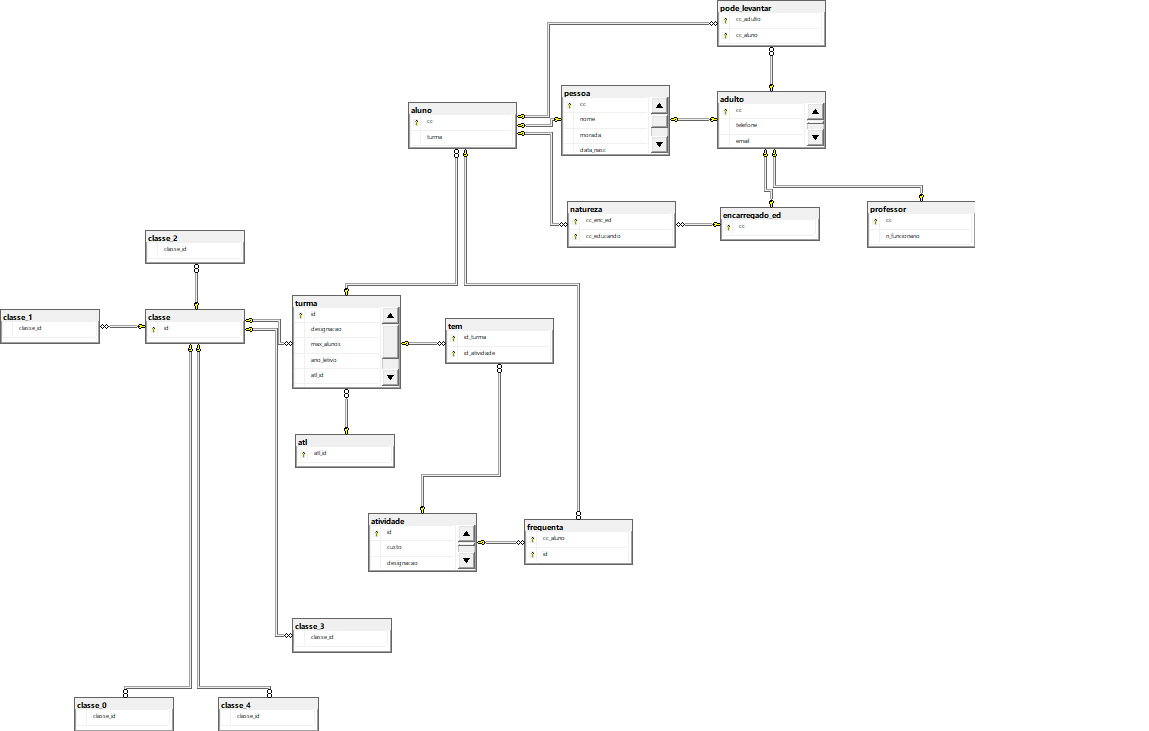 pode_levantar
cc_adulto
cc_aluno
pessoa
cc
nome
morada
data_nasc
adulto
cc
telefone
email
aluno
cc
turma
natureza
cc_enc_ed
cc_educando
encarregado_ed
cc
professor
cc
n_funcionario
classe_2
classe_id
classe_1
classe_id
classe
id
turma
id
designacao
max_alunos
ano_letivo
atl_id
tem
id_turma
id_atividade
atl
atl_id
atividade
id
custo
designacao
frequenta
cc_aluno
id
classe_3
classe_id
classe_0
classe_id
classe_4
classe_id